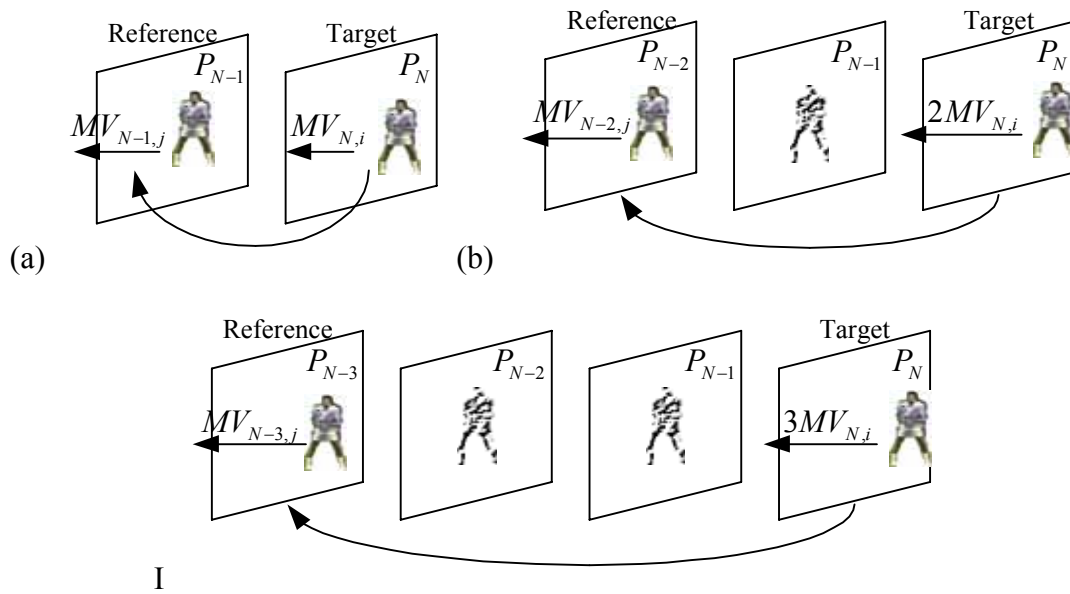 Reference Target
P_{N-1} P_N
MV_{N-1,j} MV_{N,i}
(a)
Reference Target
P_{N-2} P_{N-1} P_N
MV_{N-2,j} 2MV_{N,i}
(b)
Reference Target
P_{N-3} P_{N-2} P_{N-1} P_N
MV_{N-3,j} 3MV_{N,i}
I